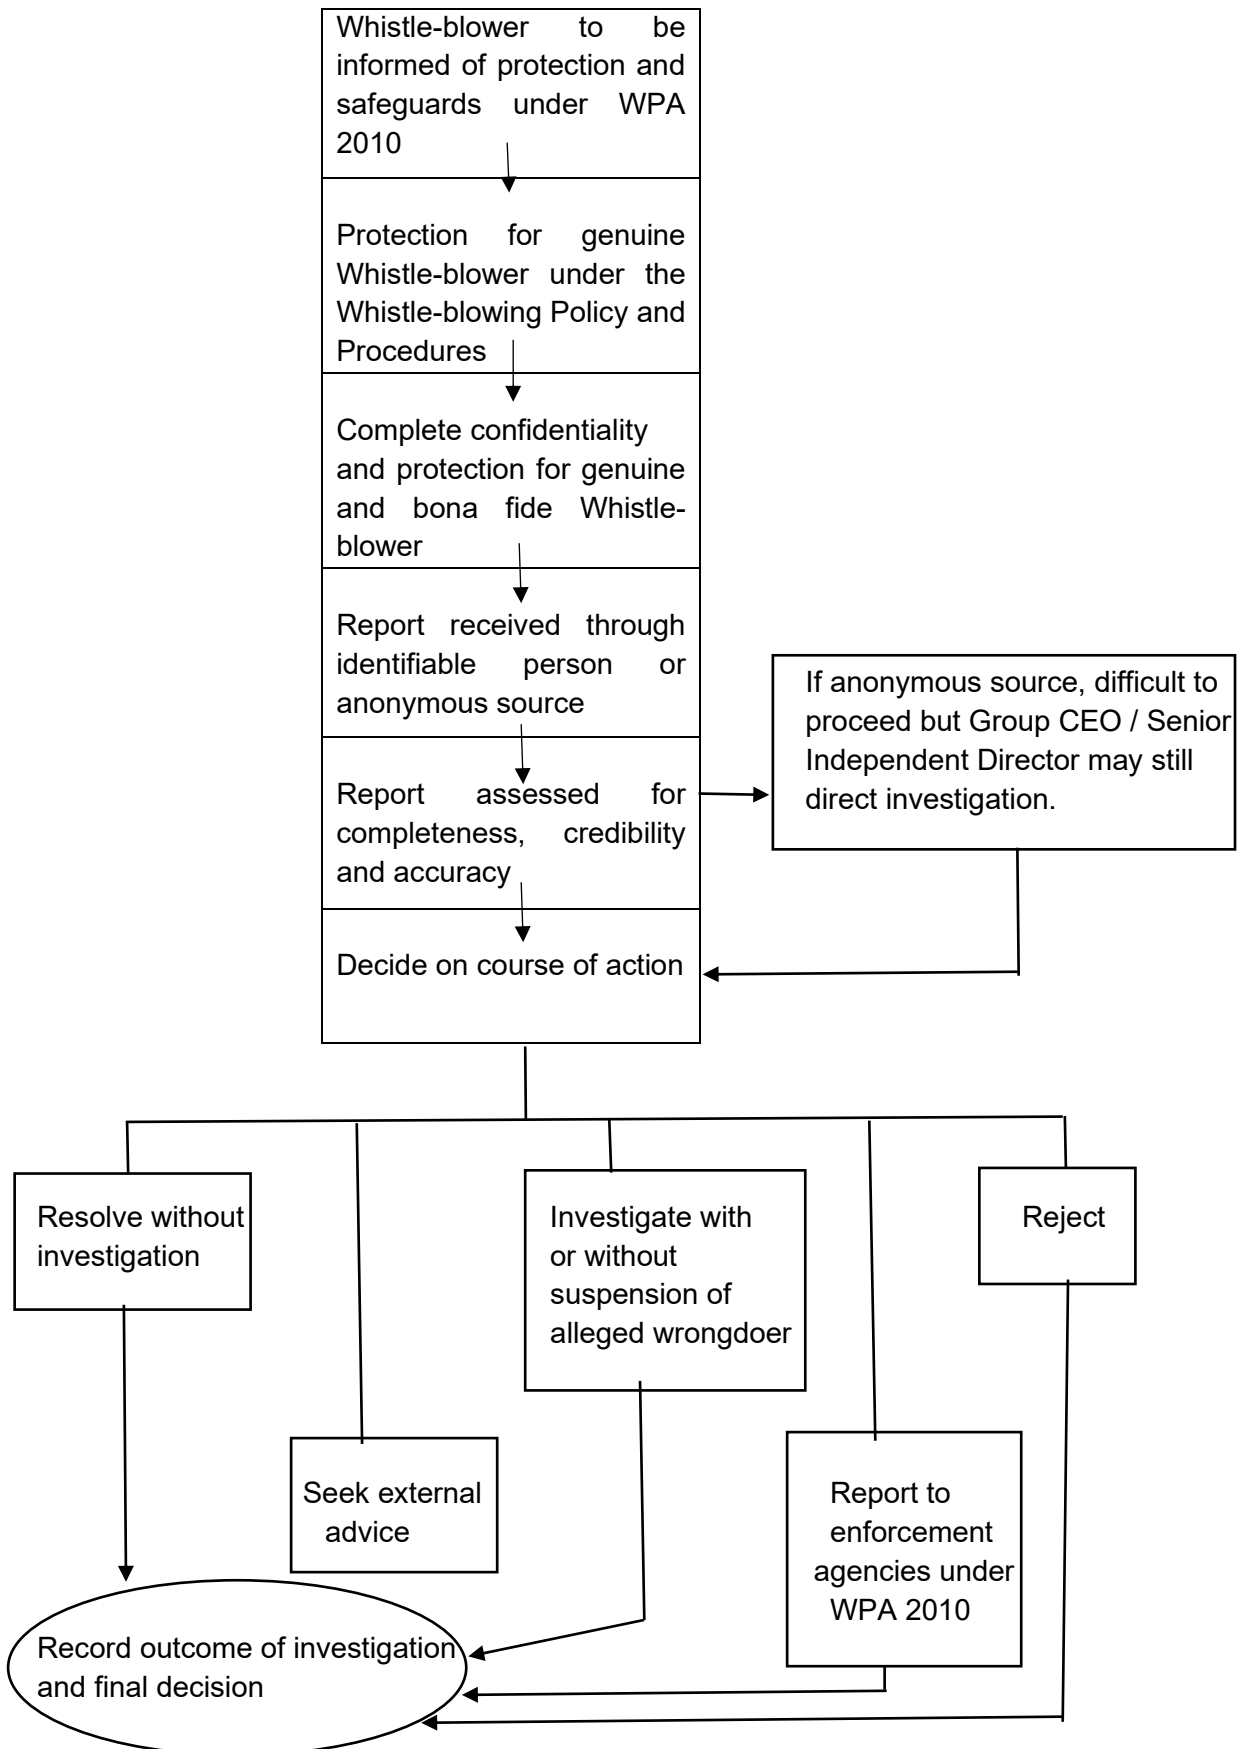 Whistle-blower to be
informed of protection and
safeguards under WPA
2010
Protection for genuine
Whistle-blower under the
Whistle-blowing Policy and
Procedures
Complete confidentiality
and protection for genuine
and bona fide Whistle-
blower
Report received through
identifiable person or
anonymous source
If anonymous source, difficult to
proceed but Group CEO / Senior
Independent Director may still
direct investigation.
Report assessed for
completeness, credibility
and accuracy
Decide on course of action
Resolve without
investigation
Seek external
advice
Investigate with
or without
suspension of
alleged wrongdoer
Report to
enforcement
agencies under
WPA 2010
Reject
Record outcome of investigation
and final decision